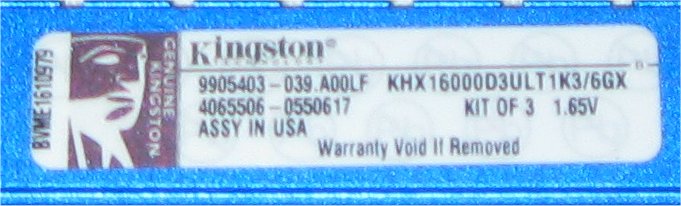 BVME1610979
GENUINE
KINGSTON
Kingston®
TECHNOLOGY
9905403-039.A00LF KHX16000D3ULT1K3/6GX
4065506-0550617 KIT OF 3 1.65V
ASSY IN USA
Warranty Void If Removed